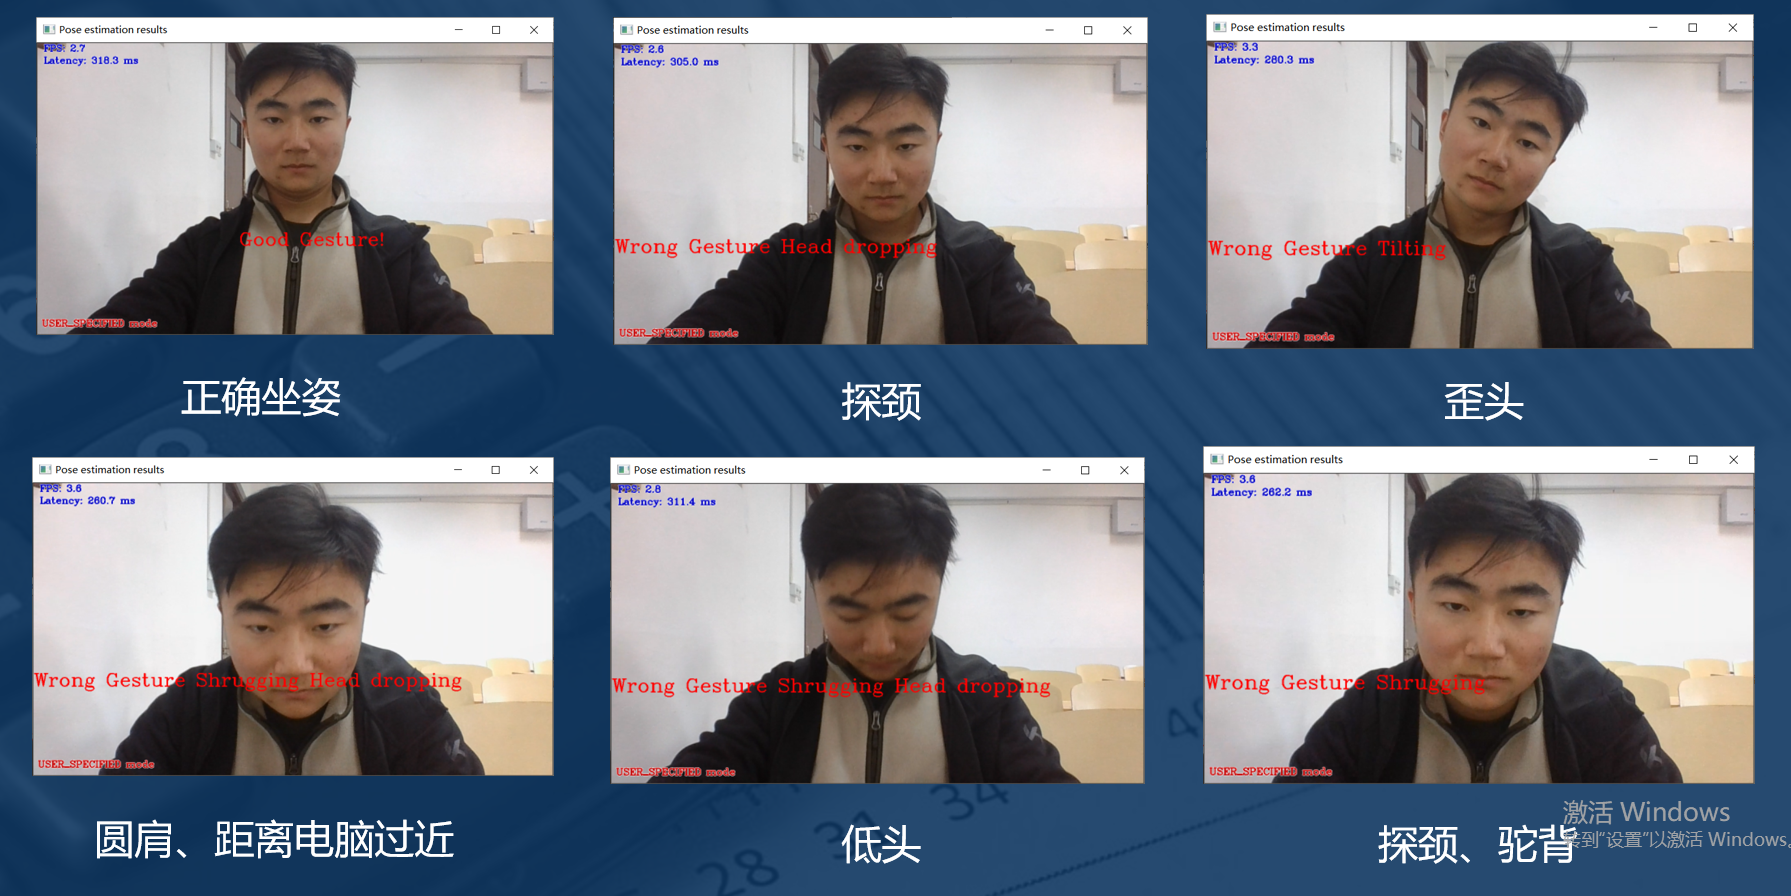 Pose estimation results
FPS: 2.7
Latency: 318.3 ms
Good Gesture!
USER_SPECIFIED mode
正确坐姿
Pose estimation results
FPS: 2.6
Latency: 305.0 ms
Wrong Gesture Head dropping
USER_SPECIFIED mode
探颈
Pose estimation results
FPS: 3.3
Latency: 280.3 ms
Wrong Gesture Tilting
USER_SPECIFIED mode
歪头
Pose estimation results
FPS: 3.6
Latency: 260.7 ms
Wrong Gesture Shrugging Head dropping
USER_SPECIFIED mode
圆肩、距离电脑过近
Pose estimation results
FPS: 2.8
Latency: 311.4 ms
Wrong Gesture Shrugging Head dropping
USER_SPECIFIED mode
低头
Pose estimation results
FPS: 3.6
Latency: 262.2 ms
Wrong Gesture Shrugging
USER_SPECIFIED mode
探颈、驼背
激活 Windows
转到"设置"以激活 Windows。
28
31
34